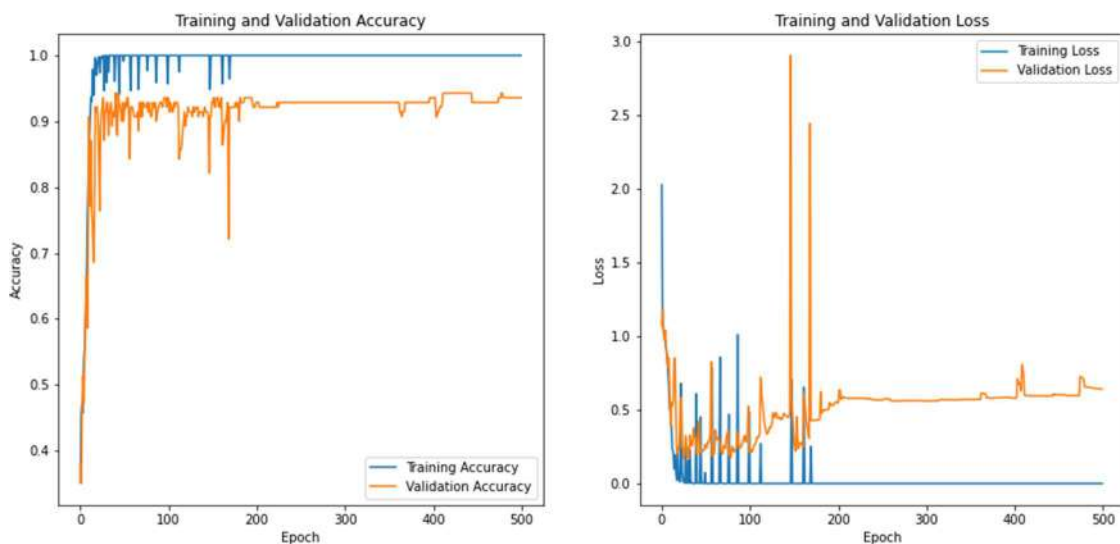 Training and Validation Accuracy
1.0
0.9
0.8
0.7
0.6
0.5
0.4
Accuracy
0
100
200
300
400
500
Epoch
Training Accuracy
Validation Accuracy
Training and Validation Loss
3.0
2.5
2.0
1.5
1.0
0.5
0.0
Loss
0
100
200
300
400
500
Epoch
Training Loss
Validation Loss